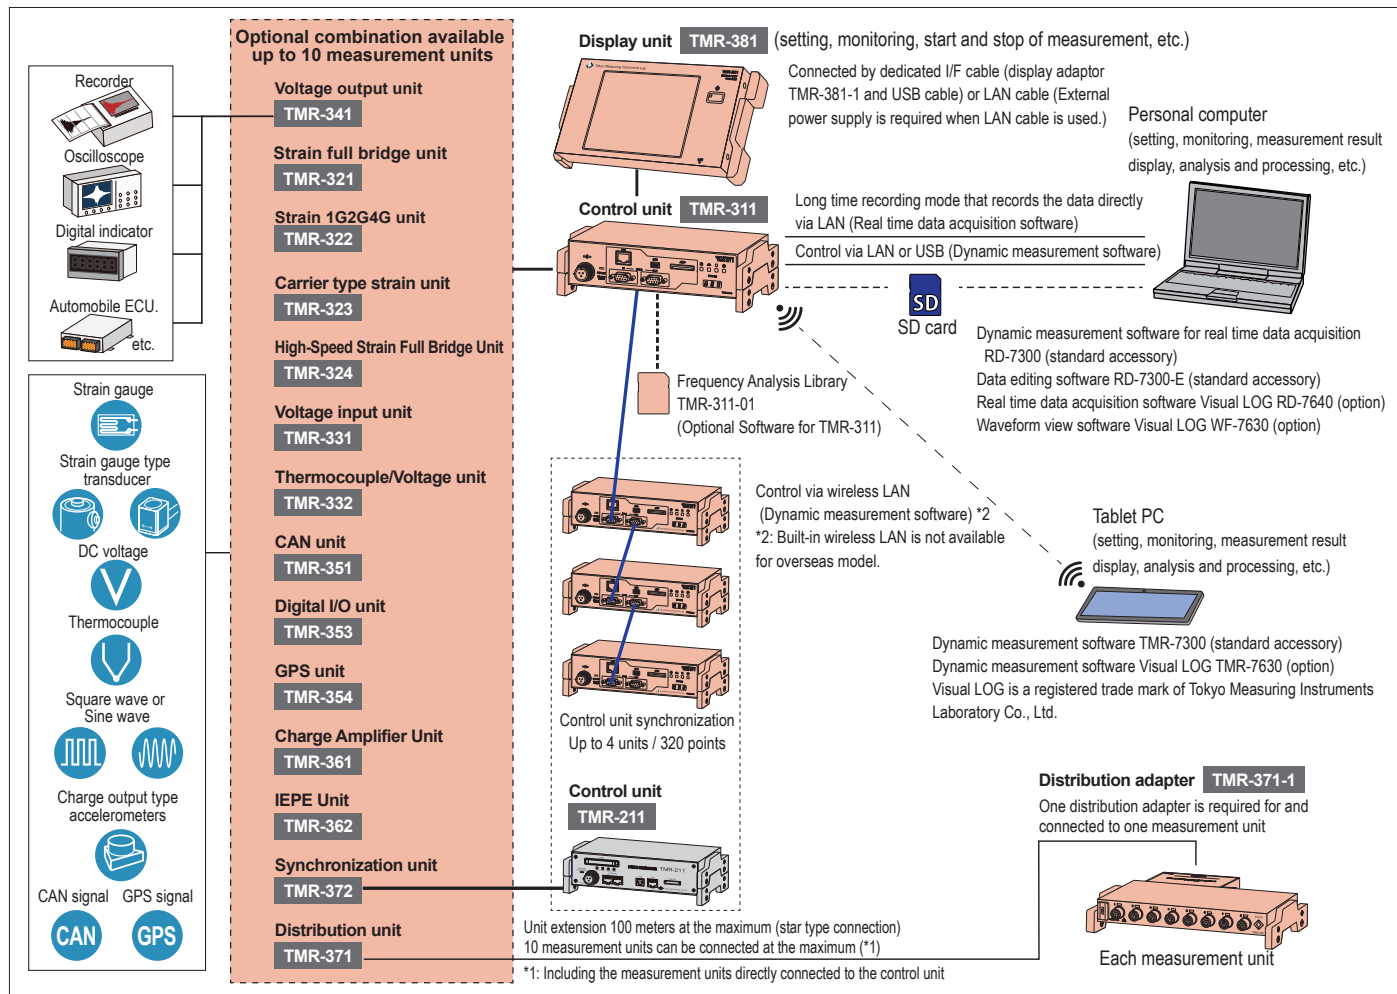 Recorder
Oscilloscope
Digital indicator
Automobile ECU.
etc.
Strain gauge
Strain gauge type
transducer
DC voltage
V
Thermocouple
Square wave or
Sine wave
Charge output type
accelerometers
CAN signal
GPS signal
CAN
GPS
Optional combination available
up to 10 measurement units
Voltage output unit
TMR-341
Strain full bridge unit
TMR-321
Strain 1G2G4G unit
TMR-322
Carrier type strain unit
TMR-323
High-Speed Strain Full Bridge Unit
TMR-324
Voltage input unit
TMR-331
Thermocouple/Voltage unit
TMR-332
CAN unit
TMR-351
Digital I/O unit
TMR-353
GPS unit
TMR-354
Charge Amplifier Unit
TMR-361
IEPE Unit
TMR-362
Synchronization unit
TMR-372
Distribution unit
TMR-371
Display unit TMR-381 (setting, monitoring, start and stop of measurement, etc.)
Connected by dedicated I/F cable (display adaptor
TMR-381-1 and USB cable) or LAN cable (External
power supply is required when LAN cable is used.)
Personal computer
(setting, monitoring, measurement result
display, analysis and processing, etc.)
Control unit TMR-311
Long time recording mode that records the data directly
via LAN (Real time data acquisition software)
Control via LAN or USB (Dynamic measurement software)
SD
SD card
Dynamic measurement software for real time data acquisition
RD-7300 (standard accessory)
Data editing software RD-7300-E (standard accessory)
Real time data acquisition software Visual LOG RD-7640 (option)
Waveform view software Visual LOG WF-7630 (option)
Frequency Analysis Library
TMR-311-01
(Optional Software for TMR-311)
Control via wireless LAN
(Dynamic measurement software) *2
*2: Built-in wireless LAN is not available
for overseas model.
Tablet PC
(setting, monitoring, measurement result
display, analysis and processing, etc.)
Dynamic measurement software TMR-7300 (standard accessory)
Dynamic measurement software Visual LOG TMR-7630 (option)
Visual LOG is a registered trade mark of Tokyo Measuring Instruments
Laboratory Co., Ltd.
Control unit synchronization
Up to 4 units / 320 points
Control unit
TMR-211
TMR-211
Distribution adapter TMR-371-1
One distribution adapter is required for and
connected to one measurement unit
Each measurement unit
Unit extension 100 meters at the maximum (star type connection)
10 measurement units can be connected at the maximum (*1)
*1: Including the measurement units directly connected to the control unit